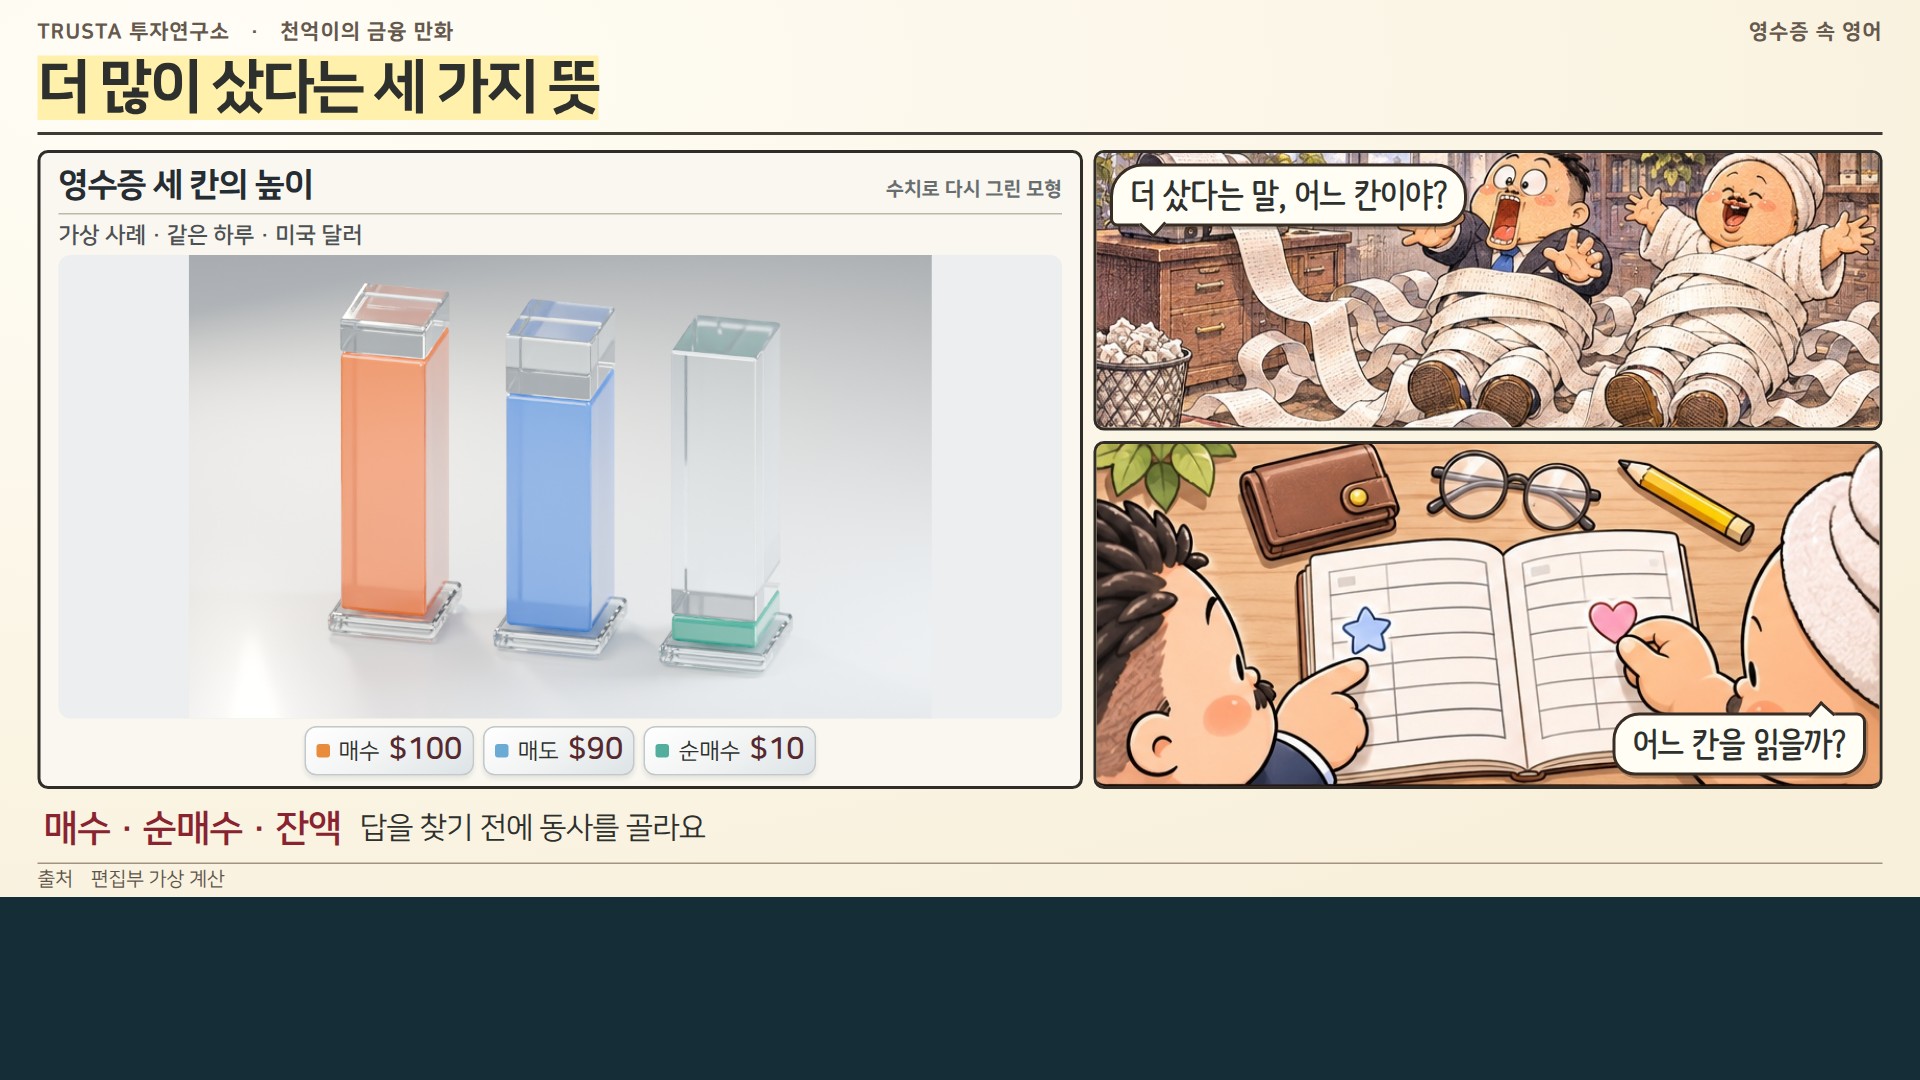 TRUSTA 투자연구소 · 천억이의 금융 만화
영수증 속 영어
더 많이 샀다는 세 가지 뜻
영수증 세 칸의 높이
수치로 다시 그린 모형
가상 사례 · 같은 하루 · 미국 달러
매수 $100
매도 $90
순매수 $10
더 샀다는 말, 어느 칸이야?
어느 칸을 읽을까?
매수 · 순매수 · 잔액 답을 찾기 전에 동사를 골라요
출처 편집부 가상 계산